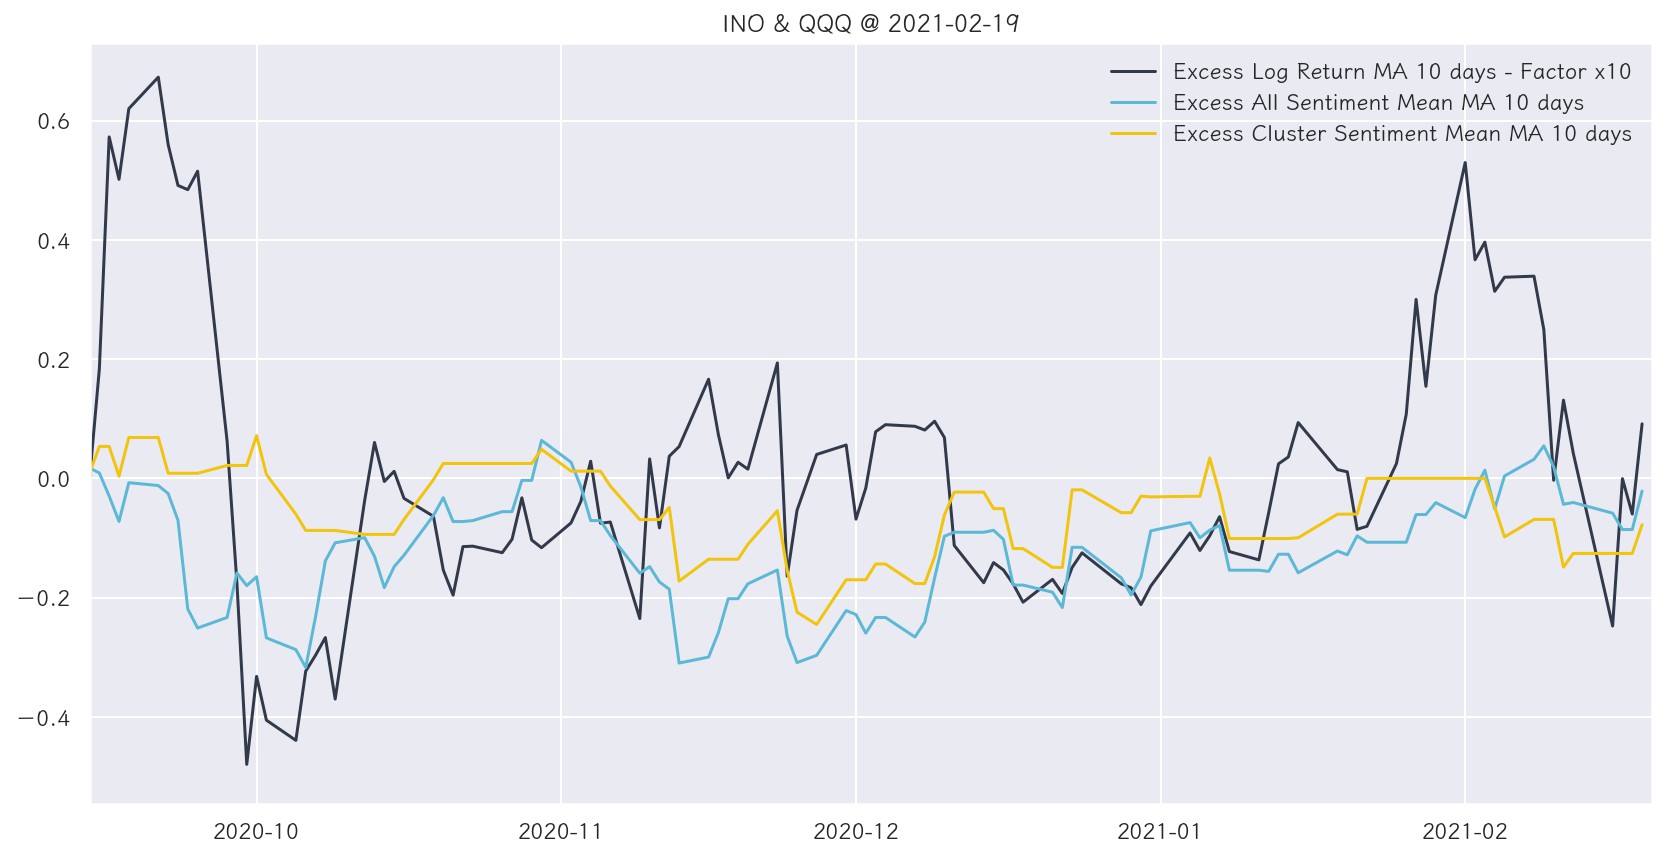 INO & QQQ @ 2021-02-19
Excess Log Return MA 10 days - Factor x10
Excess All Sentiment Mean MA 10 days
Excess Cluster Sentiment Mean MA 10 days
0.6
0.4
0.2
0.0
−0.2
−0.4
2020-10 2020-11 2020-12 2021-01 2021-02